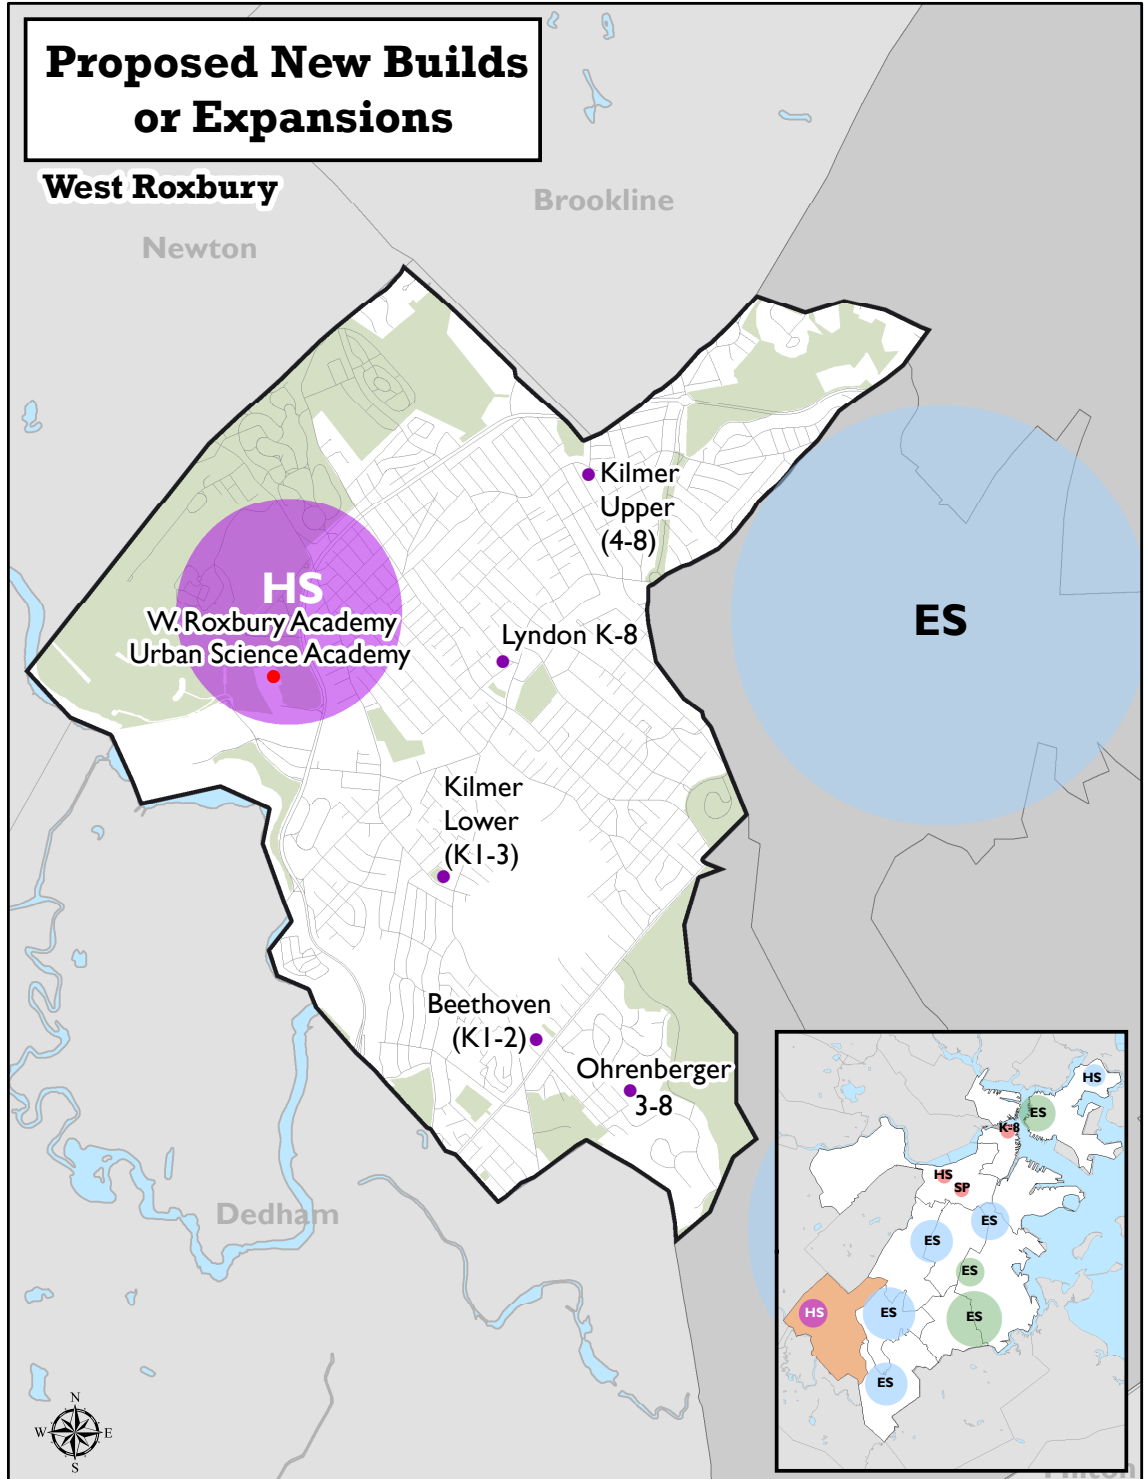 Proposed New Builds
or Expansions
West Roxbury
Brookline
Newton
Kilmer
Upper
(4-8)
HS
W. Roxbury Academy
Urban Science Academy
ES
Lyndon K-8
Kilmer
Lower
(K1-3)
Beethoven
(K1-2)
Ohrenberger
3-8
Dedham
HS
ES
K-8
HS
SP
ES
ES
ES
HS
ES
ES
ES
N
W
E
S